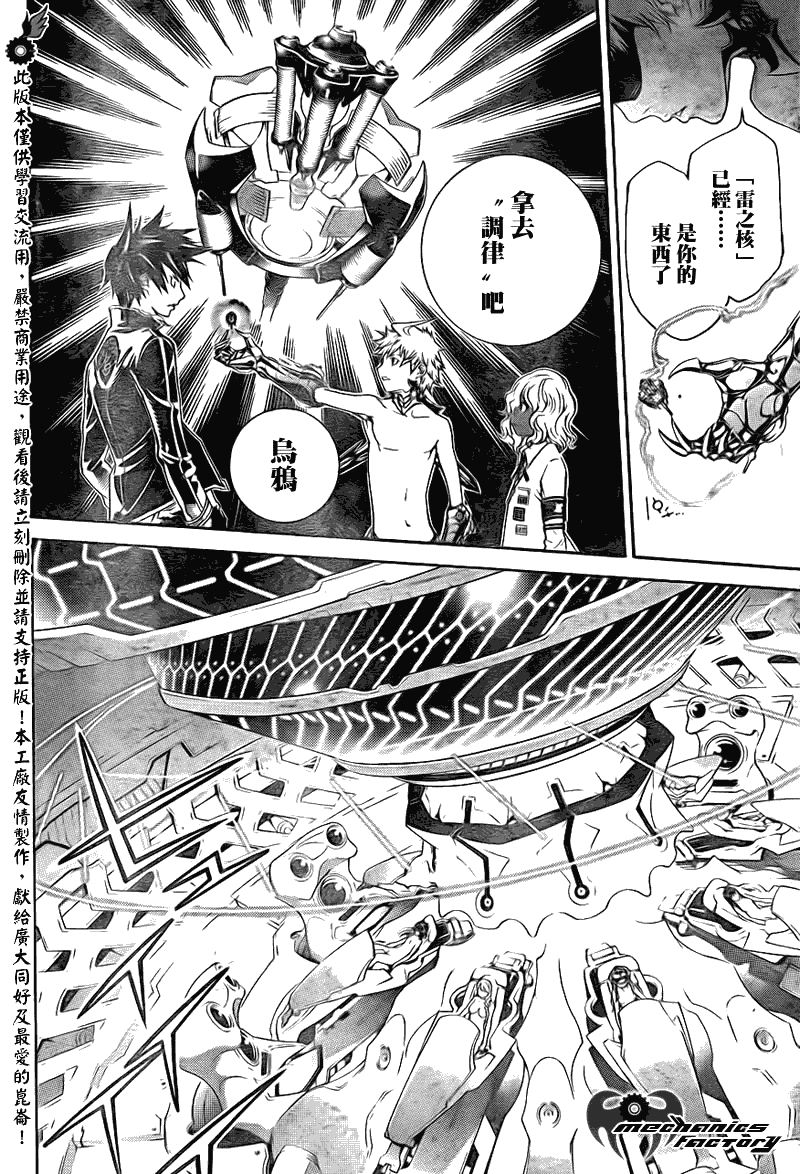 「雷之核」
已經……
是你的
東西了
拿去
〝調律〟吧
烏鴉
此版本僅供學習交流用，嚴禁商業用途，觀看後請立刻刪除並請支持正版！本工廠友情製作，獻給廣大同好及最愛的崑崙！
mechanics
Factory